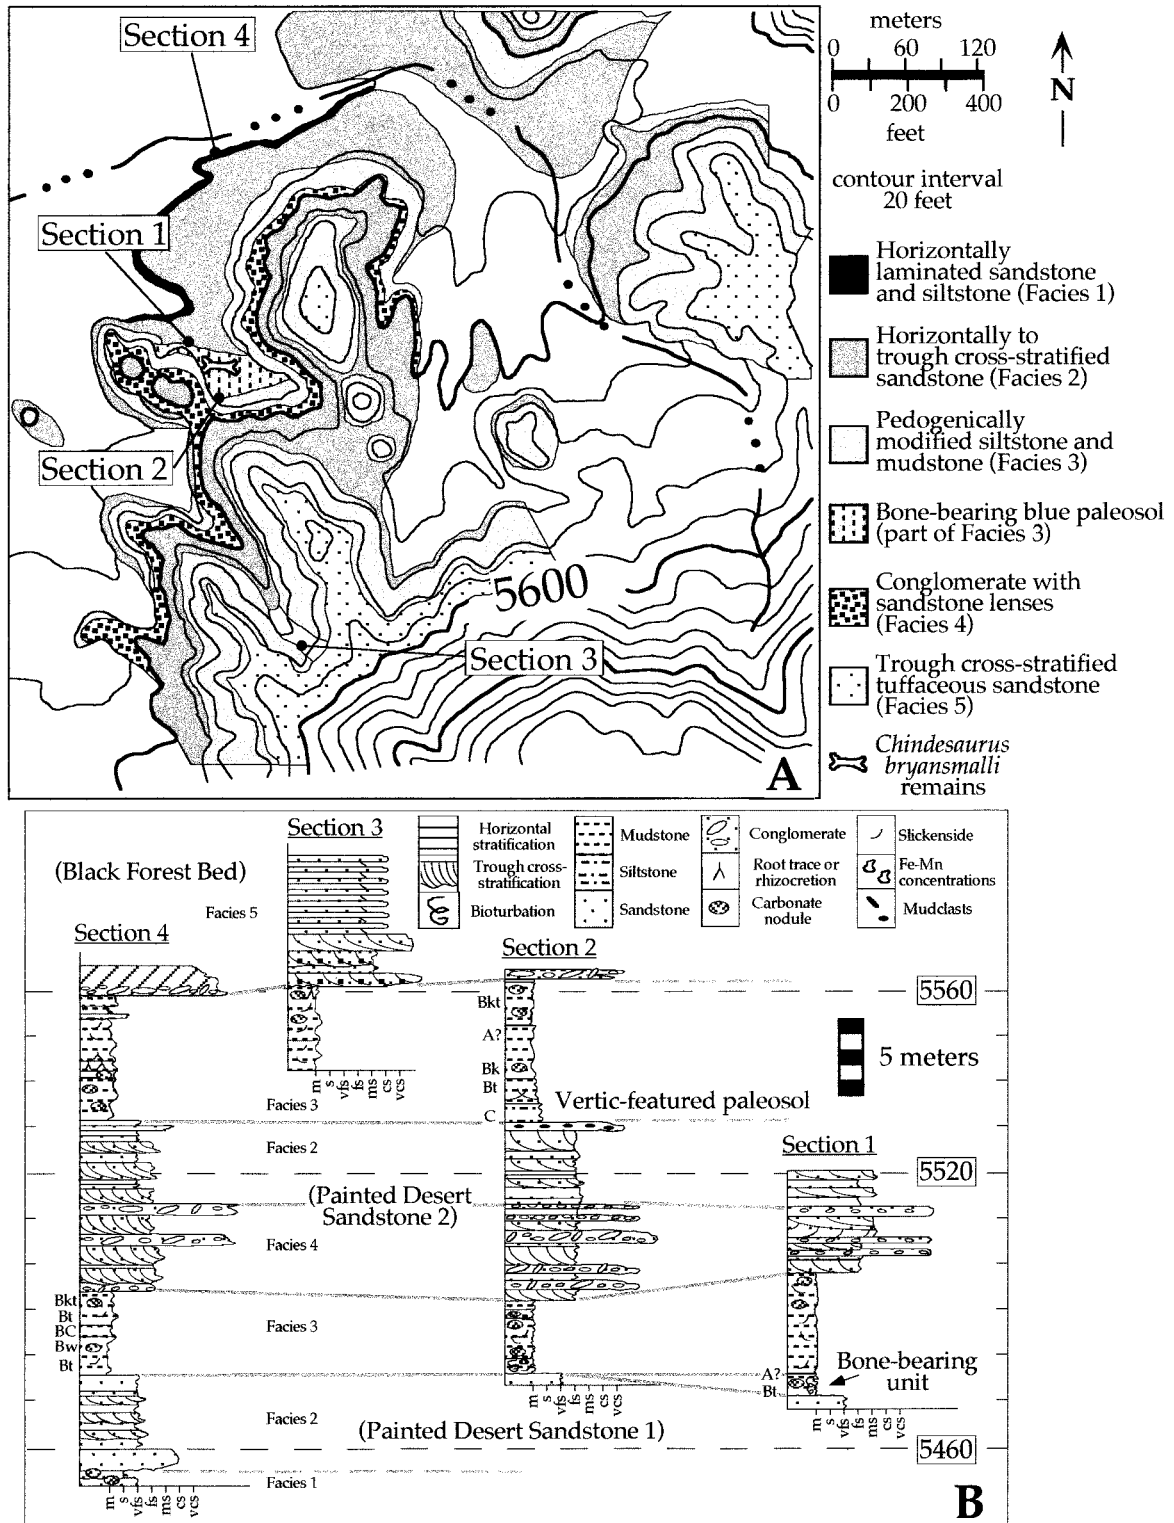 Section 4
Section 1
Section 2
Section 3
5600
A
meters
0 60 120
0 200 400
feet
N
contour interval
20 feet
Horizontally
laminated sandstone
and siltstone (Facies 1)
Horizontally to
trough cross-stratified
sandstone (Facies 2)
Pedogenically
modified siltstone and
mudstone (Facies 3)
Bone-bearing blue paleosol
(part of Facies 3)
Conglomerate with
sandstone lenses
(Facies 4)
Trough cross-stratified
tuffaceous sandstone
(Facies 5)
Chindesaurus
bryansmalli
remains
Section 3
Horizontal
stratification
Trough cross-
stratification
Bioturbation
Mudstone
Siltstone
Sandstone
Conglomerate
Root trace or
rhizocretion
Carbonate
nodule
Slickenside
Fe-Mn
concentrations
Mudclasts
(Black Forest Bed)
Facies 5
Section 4
Section 2
5560
Bkt
A?
Bk
Bt
C
5 meters
m s vfs fs ms cs vcs
Facies 3
Vertic-featured paleosol
Facies 2
Section 1
5520
(Painted Desert
Sandstone 2)
Facies 4
Bkt
Bt
BC
Bw
Bt
Facies 3
A?
Bt
Bone-bearing
unit
m s vfs fs ms cs vcs
m s vfs fs ms cs vcs
Facies 2
(Painted Desert Sandstone 1)
5460
Facies 1
m s vfs fs ms cs vcs
B